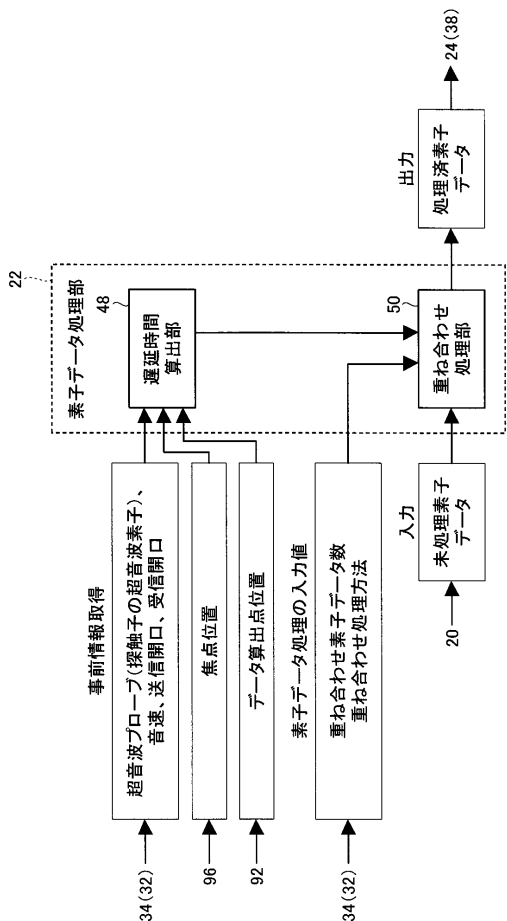 事前情報取得
34(32)
超音波プローブ(探触子の超音波素子)、
音速、送信開口、受信開口
96
焦点位置
92
データ算出点位置
素子データ処理の入力値
34(32)
重ね合わせ素子データ数
重ね合わせ処理方法
入力
20
未処理素子
データ
22
素子データ処理部
48
遅延時間
算出部
50
重ね合わせ
処理部
出力
処理済素子
データ
24(38)